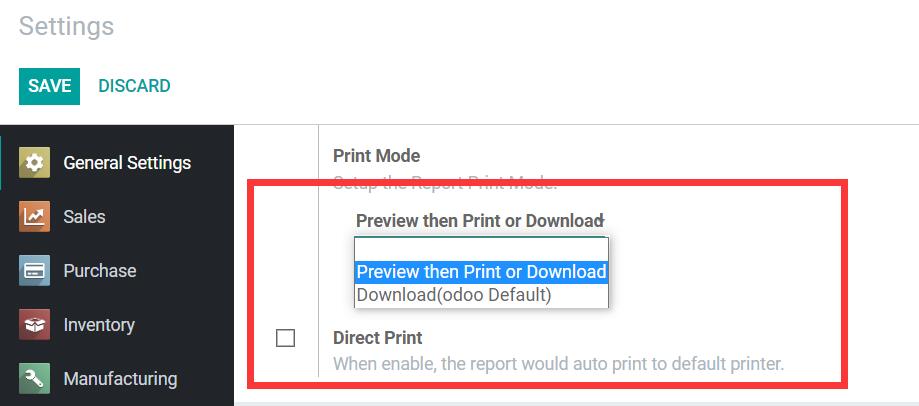 Settings
SAVE DISCARD
General Settings
Sales
Purchase
Inventory
Manufacturing
Print Mode
Setup the Report Print Mode.
Preview then Print or Download
Preview then Print or Download
Download(odoo Default)
Direct Print
When enable, the report would auto print to default printer.